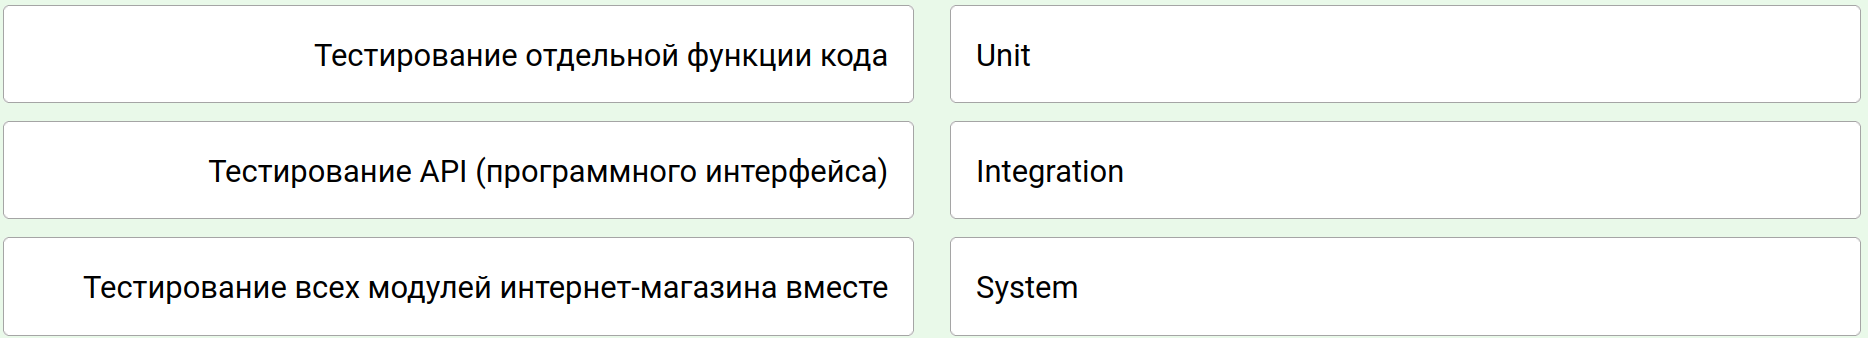 Тестирование отдельной функции кода
Unit
Тестирование API (программного интерфейса)
Integration
Тестирование всех модулей интернет-магазина вместе
System